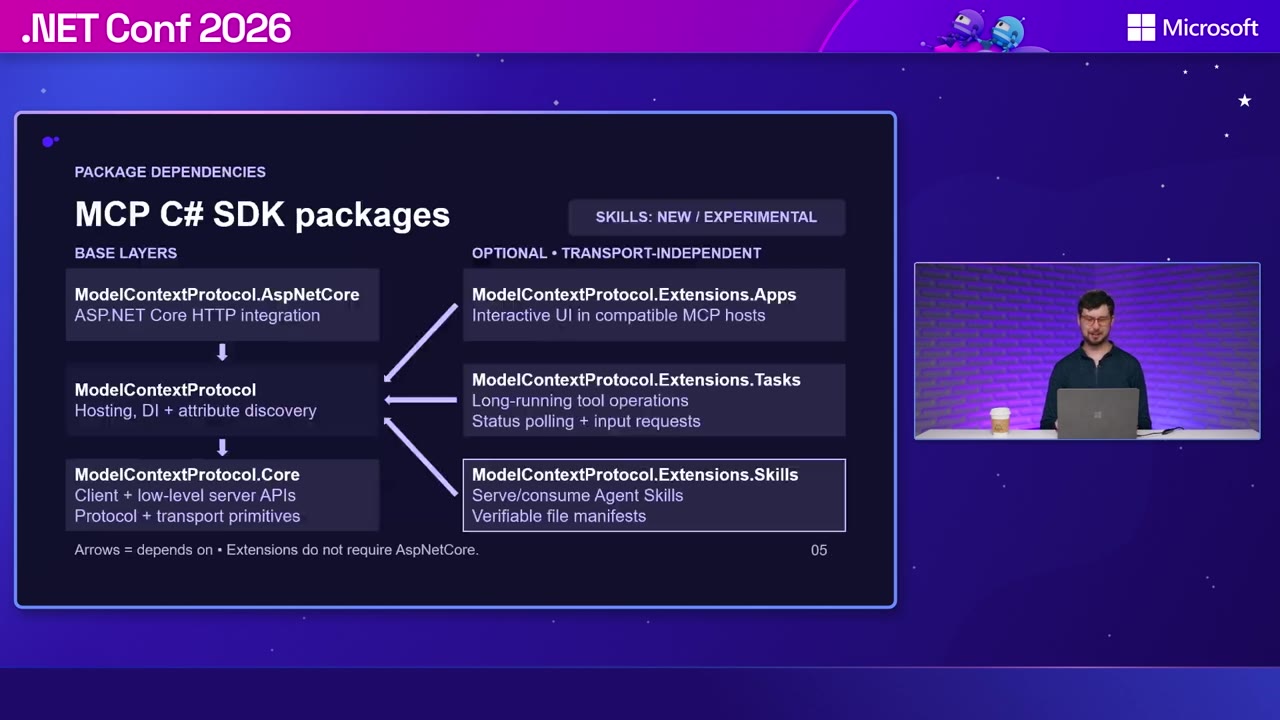 .NET Conf 2026
Microsoft
PACKAGE DEPENDENCIES
MCP C# SDK packages
SKILLS: NEW / EXPERIMENTAL
BASE LAYERS
ModelContextProtocol.AspNetCore
ASP.NET Core HTTP integration
ModelContextProtocol
Hosting, DI + attribute discovery
ModelContextProtocol.Core
Client + low-level server APIs
Protocol + transport primitives
OPTIONAL • TRANSPORT-INDEPENDENT
ModelContextProtocol.Extensions.Apps
Interactive UI in compatible MCP hosts
ModelContextProtocol.Extensions.Tasks
Long-running tool operations
Status polling + input requests
ModelContextProtocol.Extensions.Skills
Serve/consume Agent Skills
Verifiable file manifests
Arrows = depends on • Extensions do not require AspNetCore.
05